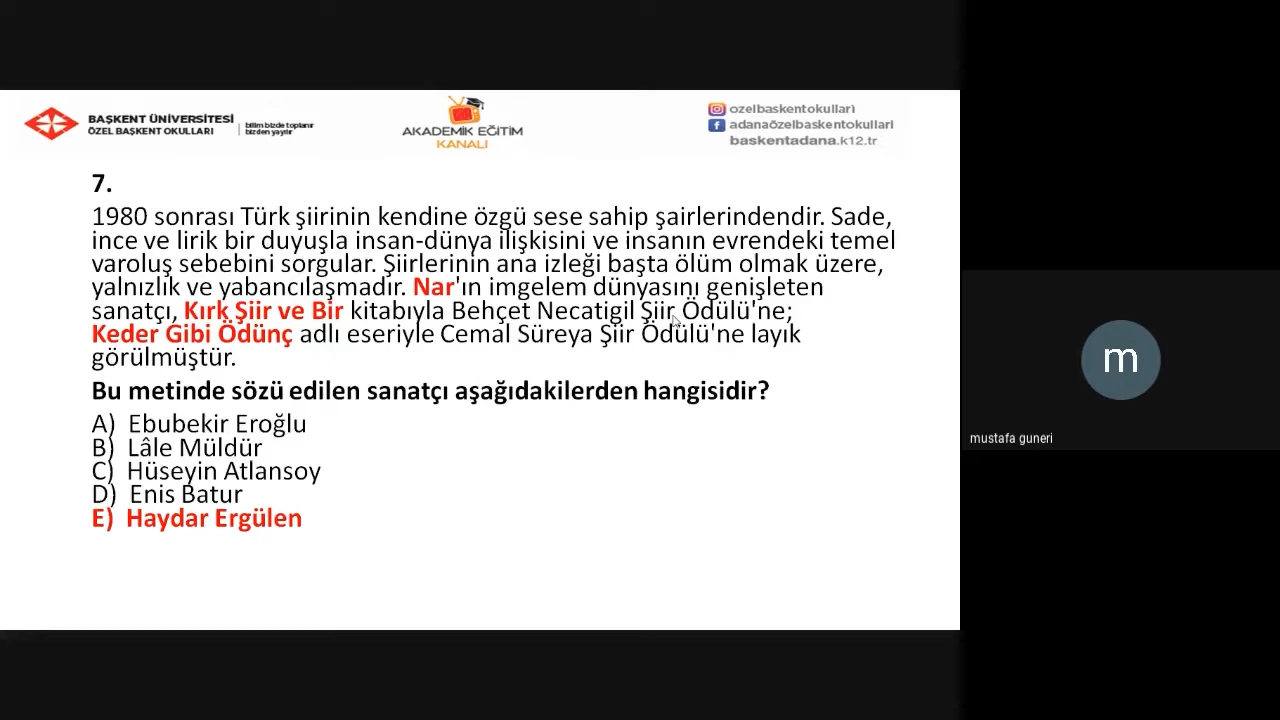 BAŞKENT ÜNİVERSİTESİ
ÖZEL BAŞKENT OKULLARI
bilim bizde toplanır
bizden yayılır
AKADEMİK EĞİTİM
KANALI
ozelbaskentokullari
adanaözelbaskentokullari
baskentadana.k12.tr
7.
1980 sonrası Türk şiirinin kendine özgü sese sahip şairlerindendir. Sade,
ince ve lirik bir duyuşla insan-dünya ilişkisini ve insanın evrendeki temel
varoluş sebebini sorgular. Şiirlerinin ana izleği başta ölüm olmak üzere,
yalnızlık ve yabancılaşmadır. Nar'ın imgelem dünyasını genişleten
sanatçı, Kırk Şiir ve Bir kitabıyla Behçet Necatigil Şiir Ödülü'ne;
Keder Gibi Ödünç adlı eseriyle Cemal Süreya Şiir Ödülü'ne layık
görülmüştür.
Bu metinde sözü edilen sanatçı aşağıdakilerden hangisidir?
A) Ebubekir Eroğlu
B) Lâle Müldür
C) Hüseyin Atlansoy
D) Enis Batur
E) Haydar Ergülen
m
mustafa guneri